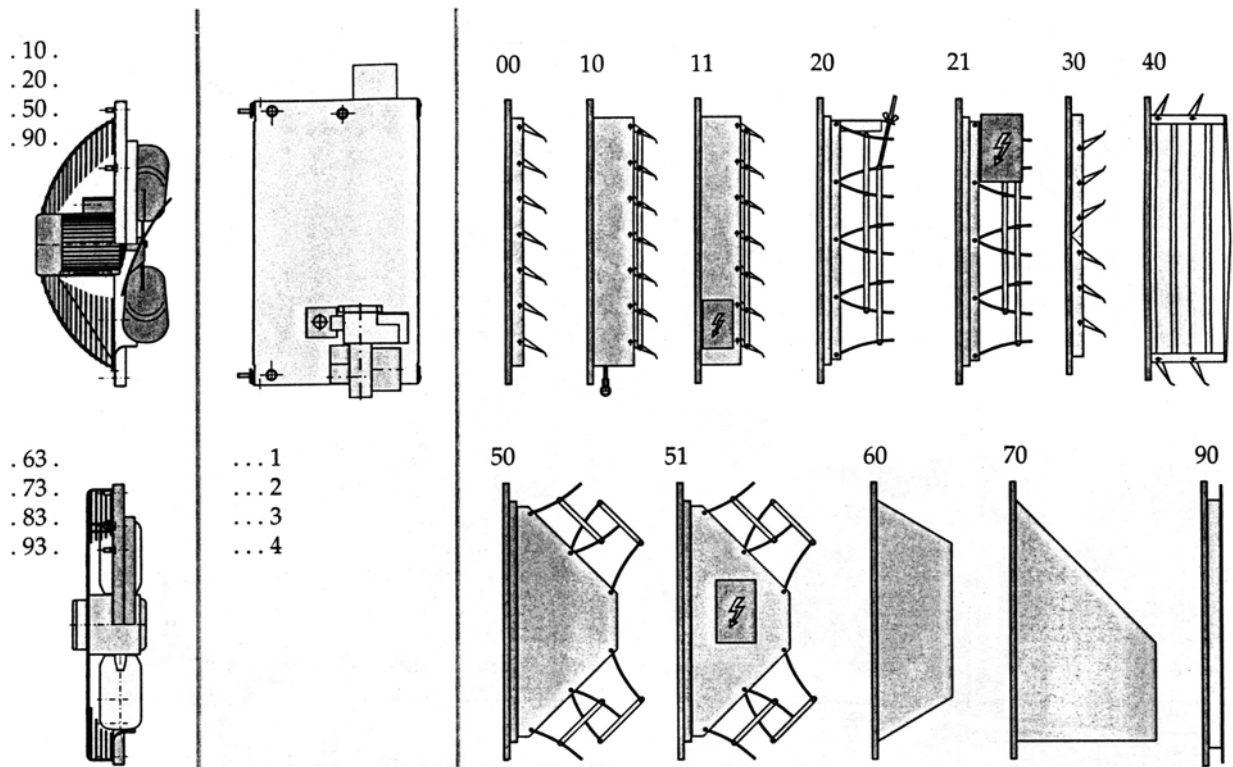 . 10 .
. 20 .
. 50 .
. 90 .
00 10 11 20 21 30 40
. 63 .
. 73 .
. 83 .
. 93 .
. . . 1
. . . 2
. . . 3
. . . 4
50 51 60 70 90